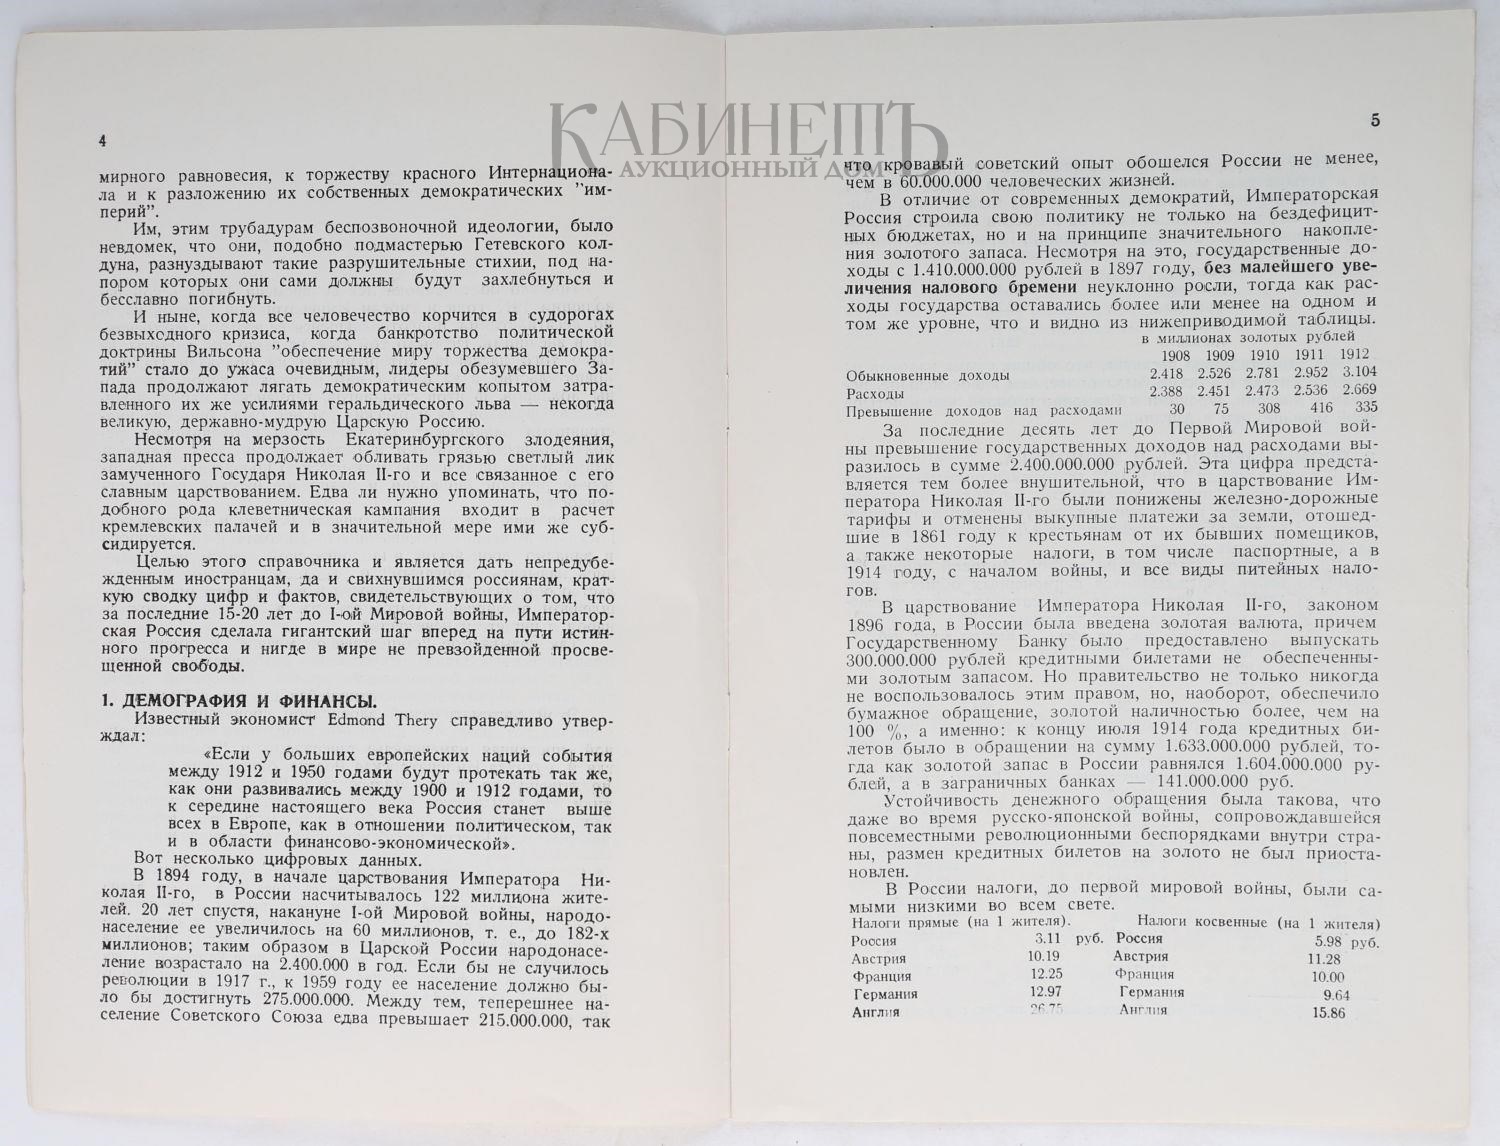 КАБИНЕТЪ
АУКЦИОННЫЙ ДОМ
4
мирного равновесия, к торжеству красного Интернациона-
ла и к разложению их собственных демократических "им-
перий".
Им, этим трубадурам беспозвоночной идеологии, было
невдомек, что они, подобно подмастерью Гетевского кол-
дуна, разнуздывают такие разрушительные стихии, под на-
пором которых они сами должны будут захлебнуться и
бесславно погибнуть.
И ныне, когда все человечество корчится в судорогах
безвыходного кризиса, когда банкротство политической
доктрины Вильсона "обеспечение миру торжества демокра-
тий" стало до ужаса очевидным, лидеры обезумевшего За-
пада продолжают лягать демократическим копытом затра-
вленного их же усилиями геральдического льва — некогда
великую, державно-мудрую Царскую Россию.
Несмотря на мерзость Екатеринбургского злодеяния,
западная пресса продолжает обливать грязью светлый лик
замученного Государя Николая II-го и все связанное с его
славным царствованием. Едва ли нужно упоминать, что по-
добного рода клеветническая кампания входит в расчет
кремлевских палачей и в значительной мере ими же суб-
сидируется.
Целью этого справочника и является дать непредубе-
жденным иностранцам, да и свихнувшимся россиянам, крат-
кую сводку цифр и фактов, свидетельствующих о том, что
за последние 15-20 лет до I-ой Мировой войны, Император-
ская Россия сделала гигантский шаг вперед на пути истин-
ного прогресса и нигде в мире не превзойденной просве-
щенной свободы.
1. ДЕМОГРАФИЯ И ФИНАНСЫ.
Известный экономист Edmond Thery справедливо утвер-
ждал:
«Если у больших европейских наций события
между 1912 и 1950 годами будут протекать так же,
как они развивались между 1900 и 1912 годами, то
к середине настоящего века Россия станет выше
всех в Европе, как в отношении политическом, так
и в области финансово-экономической».
Вот несколько цифровых данных.
В 1894 году, в начале царствования Императора Ни-
колая II-го, в России насчитывалось 122 миллиона жите-
лей. 20 лет спустя, накануне I-ой Мировой войны, народо-
население ее увеличилось на 60 миллионов, т. е., до 182-х
миллионов; таким образом в Царской России народонасе-
ление возрастало на 2.400.000 в год. Если бы не случилось
революции в 1917 г., к 1959 году ее население должно бы-
ло бы достигнуть 275.000.000. Между тем, теперешнее на-
селение Советского Союза едва превышает 215.000.000, так
5
что кровавый советский опыт обошелся России не менее,
чем в 60.000.000 человеческих жизней.
В отличие от современных демократий, Императорская
Россия строила свою политику не только на бездефицит-
ных бюджетах, но и на принципе значительного накопле-
ния золотого запаса. Несмотря на это, государственные до-
ходы с 1.410.000.000 рублей в 1897 году, без малейшего уве-
личения налового бремени неуклонно росли, тогда как рас-
ходы государства оставались более или менее на одном и
том же уровне, что и видно из нижеприводимой таблицы.
в миллионах золотых рублей
1908 1909 1910 1911 1912
Обыкновенные доходы 2.418 2.526 2.781 2.952 3.104
Расходы 2.388 2.451 2.473 2.536 2.669
Превышение доходов над расходами 30 75 308 416 335
За последние десять лет до Первой Мировой вой-
ны превышение государственных доходов над расходами вы-
разилось в сумме 2.400.000.000 рублей. Эта цифра предста-
вляется тем более внушительной, что в царствование Им-
ператора Николая II-го были понижены железно-дорожные
тарифы и отменены выкупные платежи за земли, отошед-
шие в 1861 году к крестьянам от их бывших помещиков,
а также некоторые налоги, в том числе паспортные, а в
1914 году, с началом войны, и все виды питейных нало-
гов.
В царствование Императора Николая II-го, законом
1896 года, в России была введена золотая валюта, причем
Государственному Банку было предоставлено выпускать
300.000.000 рублей кредитными билетами не обеспеченны-
ми золотым запасом. Но правительство не только никогда
не воспользовалось этим правом, но, наоборот, обеспечило
бумажное обращение, золотой наличностью более, чем на
100 %, а именно: к концу июля 1914 года кредитных би-
летов было в обращении на сумму 1.633.000.000 рублей, то-
гда как золотой запас в России равнялся 1.604.000.000 ру-
блей, а в заграничных банках — 141.000.000 руб.
Устойчивость денежного обращения была такова, что
даже во время русско-японской войны, сопровождавшейся
повсеместными революционными беспорядками внутри стра-
ны, размен кредитных билетов на золото не был приоста-
новлен.
В России налоги, до первой мировой войны, были са-
мыми низкими во всем свете.
Налоги прямые (на 1 жителя). Налоги косвенные (на 1 жителя)
Россия 3.11 руб. Россия 5.98 руб.
Австрия 10.19 Австрия 11.28
Франция 12.25 Франция 10.00
Германия 12.97 Германия 9.64
Англия 26.75 Англия 15.86